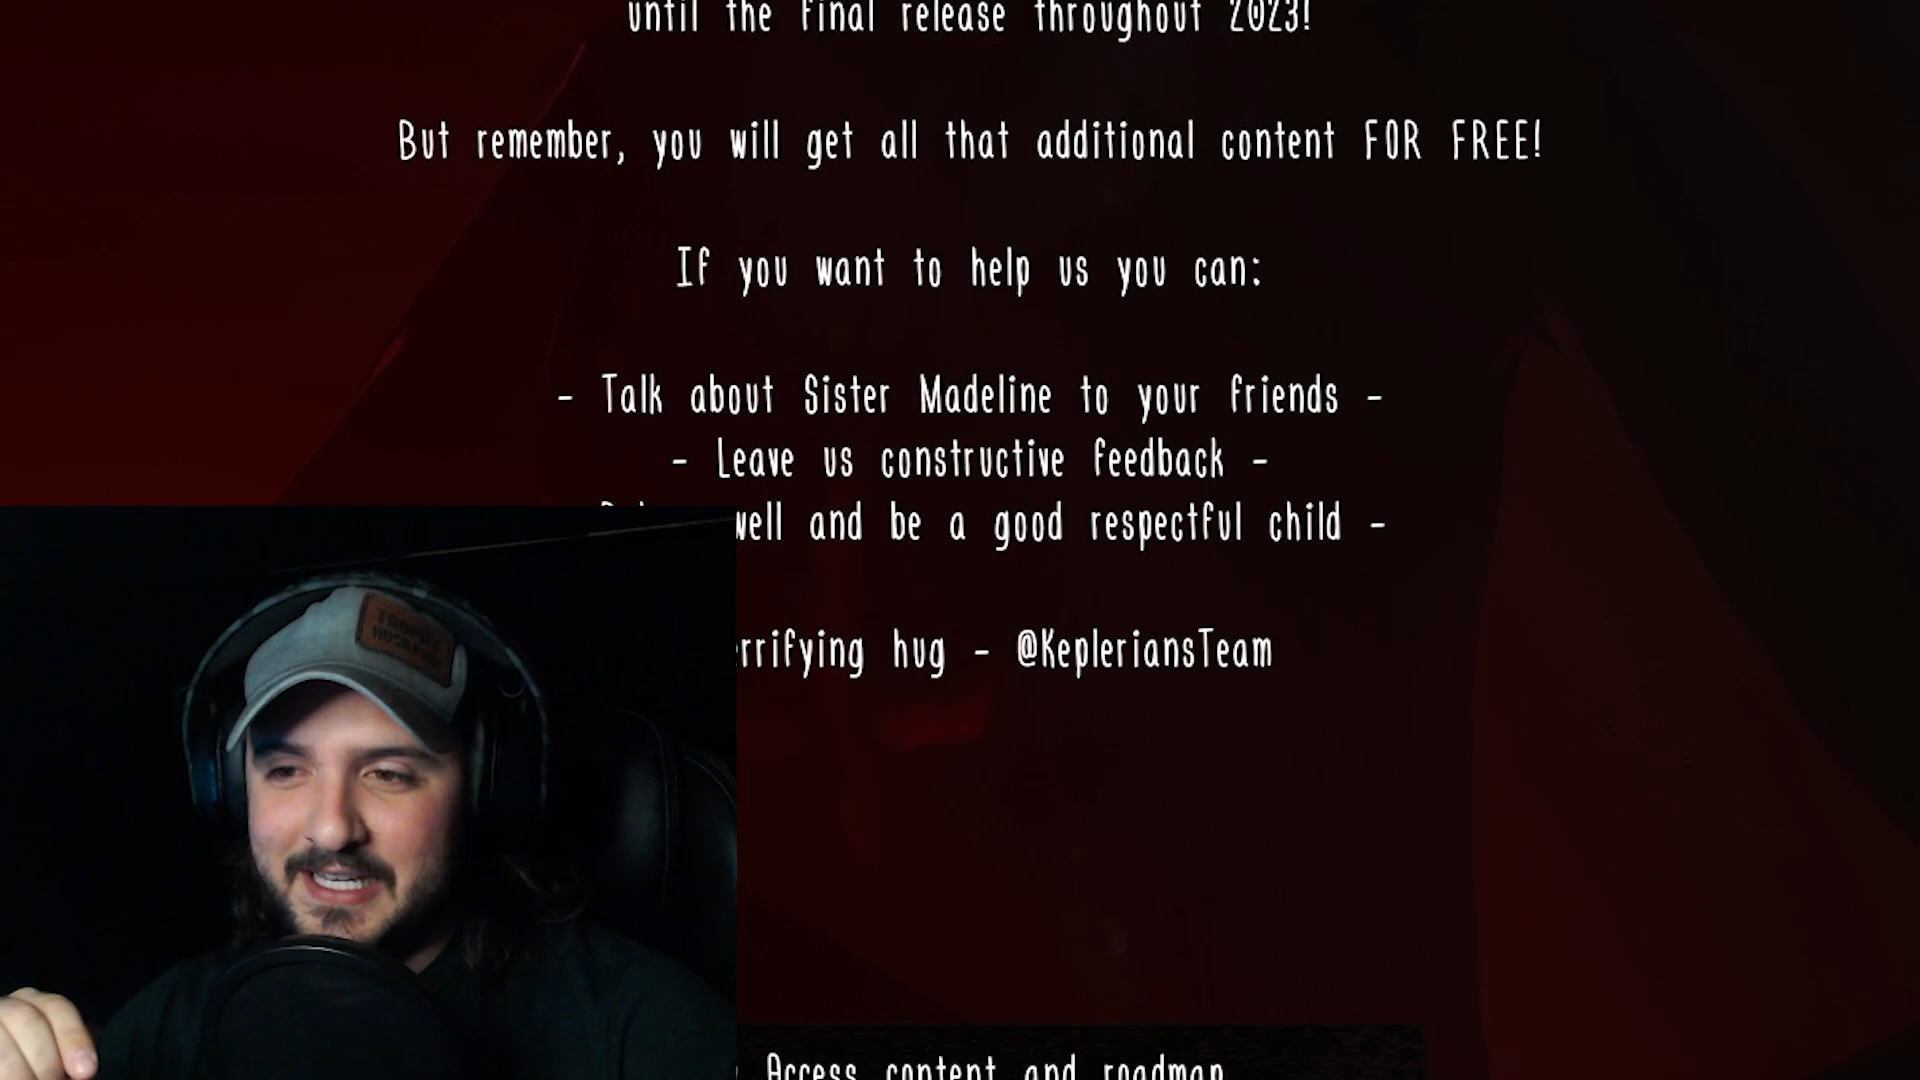 until the final release throughout 2023!
But remember, you will get all that additional content FOR FREE!
If you want to help us you can:
- Talk about Sister Madeline to your friends -
- Leave us constructive feedback -
well and be a good respectful child -
hug - @KepleriansTeam
Access content and roadmap